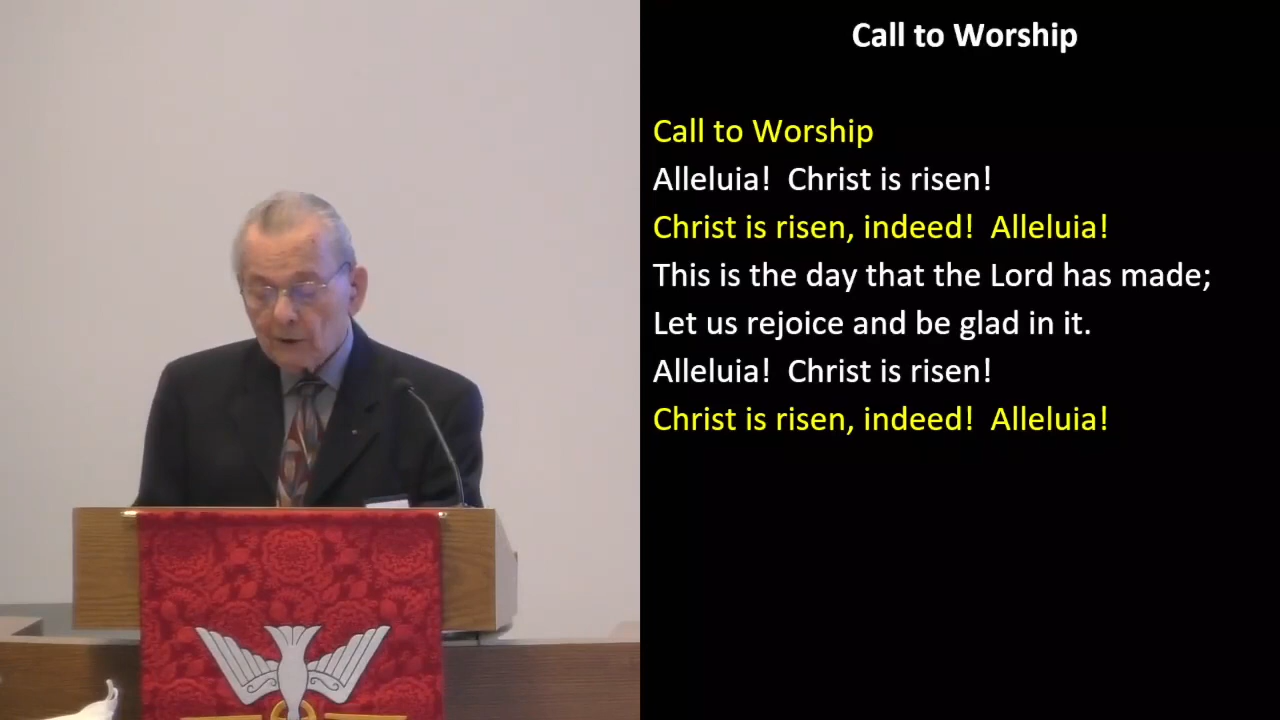 Call to Worship
Call to Worship
Alleluia!  Christ is risen!
Christ is risen, indeed!  Alleluia!
This is the day that the Lord has made;
Let us rejoice and be glad in it.
Alleluia!  Christ is risen!
Christ is risen, indeed!  Alleluia!